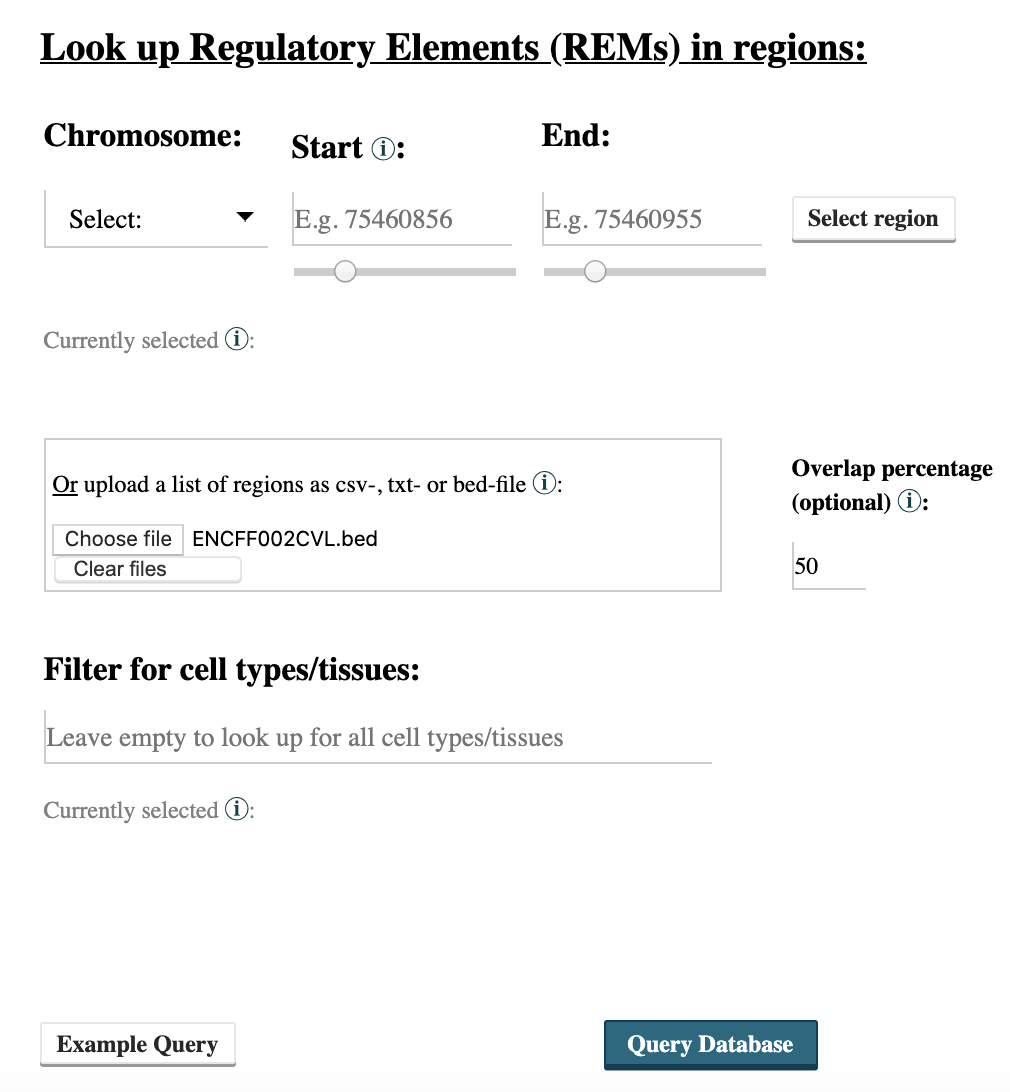 Look up Regulatory Elements (REMs) in regions:
Chromosome:
Start ⓘ:
End:
Select:
E.g. 75460856
E.g. 75460955
Select region
Currently selected ⓘ:
Or upload a list of regions as csv-, txt- or bed-file ⓘ:
Choose file ENCFF002CVL.bed
Clear files
Overlap percentage
(optional) ⓘ:
50
Filter for cell types/tissues:
Leave empty to look up for all cell types/tissues
Currently selected ⓘ:
Example Query
Query Database